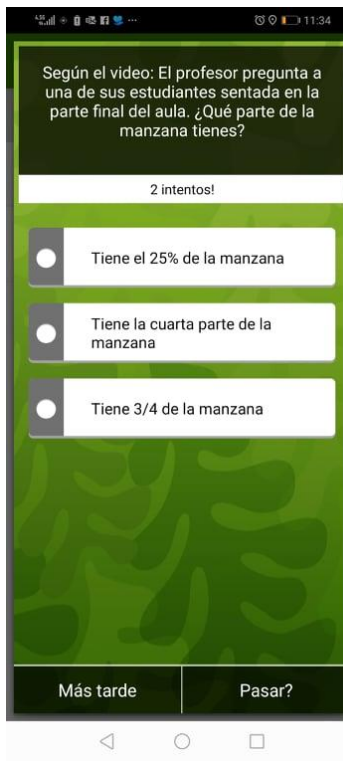 11:34
Según el video: El profesor pregunta a
una de sus estudiantes sentada en la
parte final del aula. ¿Qué parte de la
manzana tienes?
2 intentos!
Tiene el 25% de la manzana
Tiene la cuarta parte de la
manzana
Tiene 3/4 de la manzana
Más tarde
Pasar?